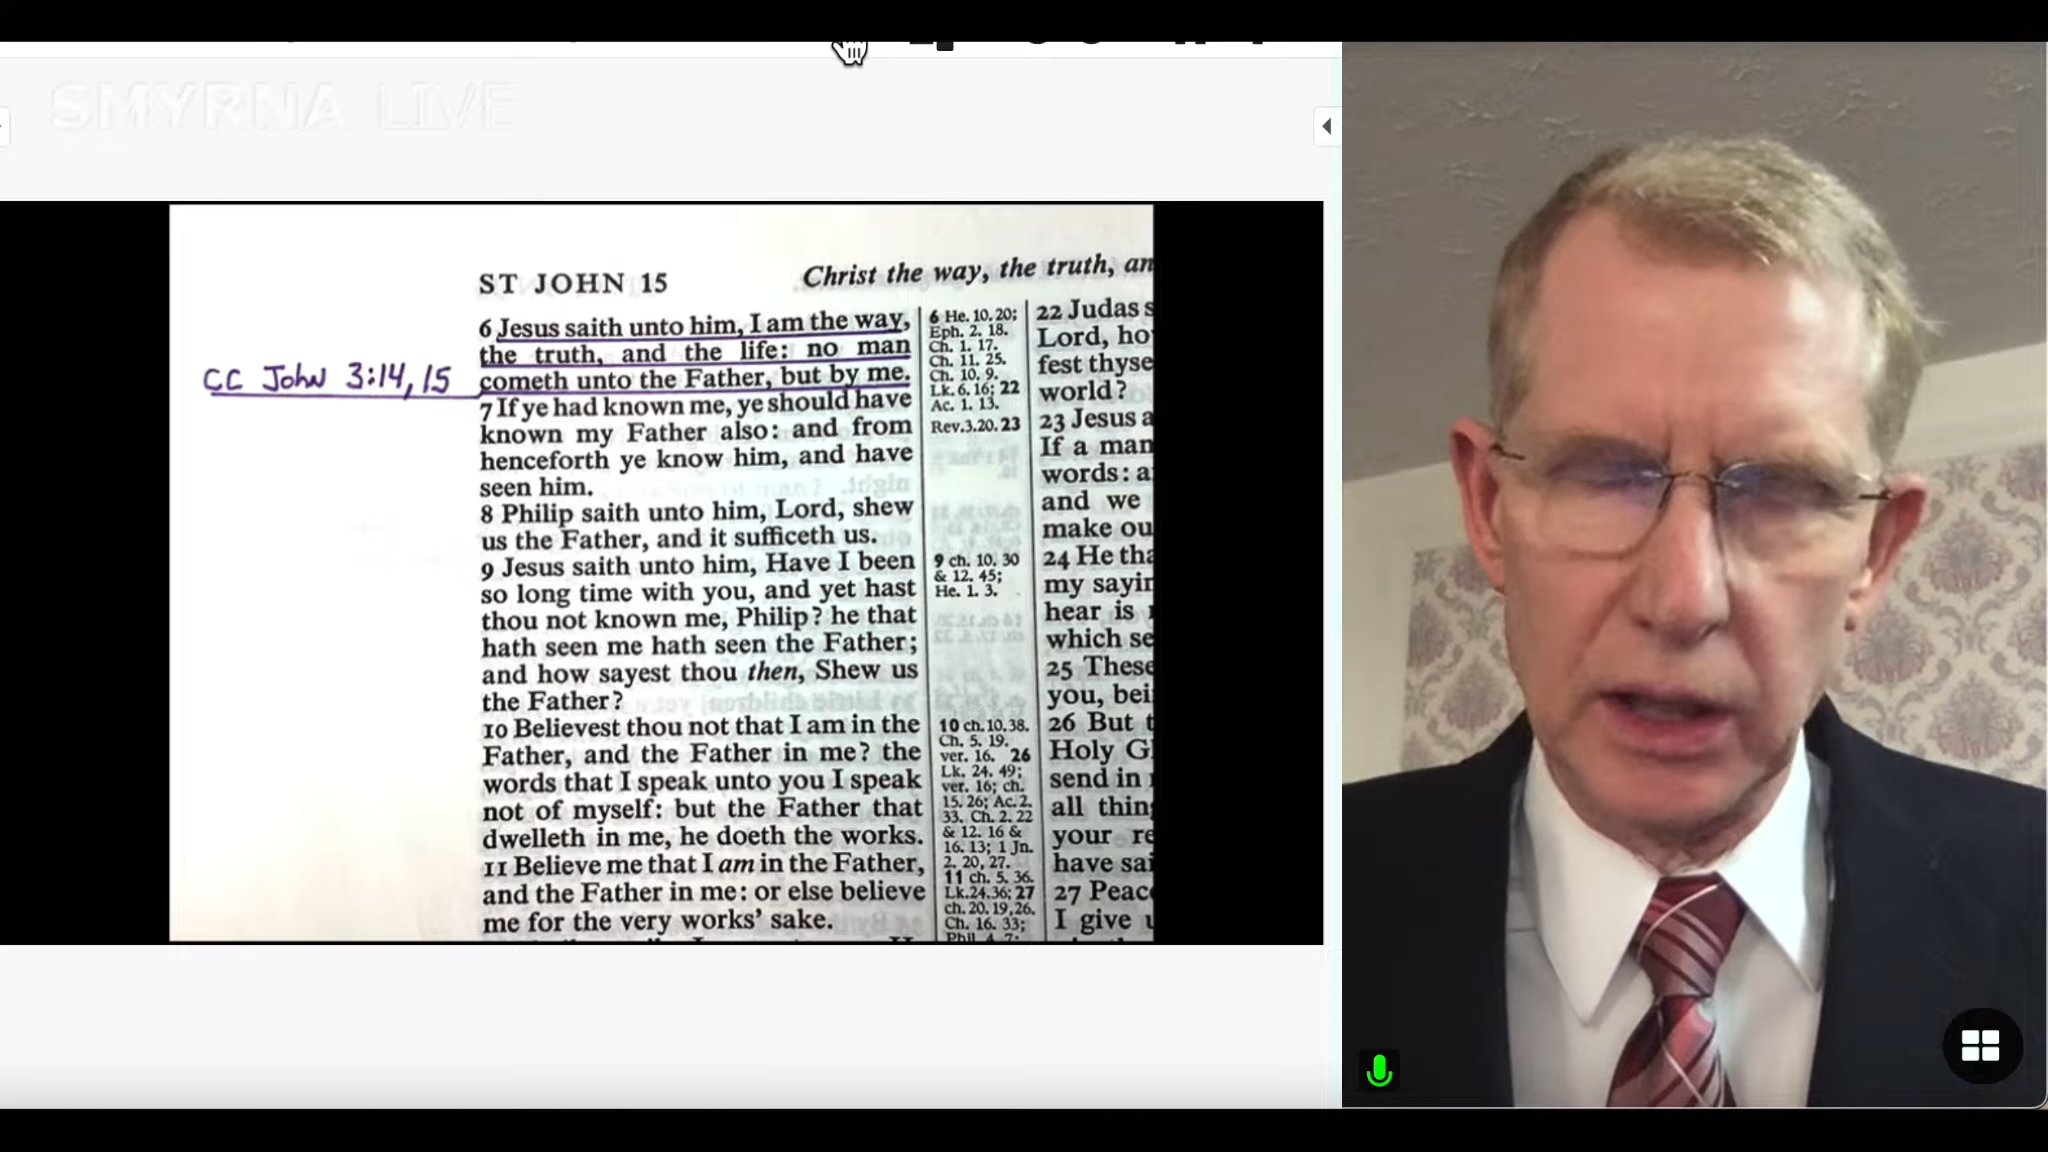 SMYRNA LIVE
ST JOHN 15
Christ the way, the truth, an
CC John 3:14,15
6 Jesus saith unto him, I am the way,
the truth, and the life: no man
cometh unto the Father, but by me.
7 If ye had known me, ye should have
known my Father also: and from
henceforth ye know him, and have
seen him.
8 Philip saith unto him, Lord, shew
us the Father, and it sufficeth us.
9 Jesus saith unto him, Have I been
so long time with you, and yet hast
thou not known me, Philip? he that
hath seen me hath seen the Father;
and how sayest thou then, Shew us
the Father?
10 Believest thou not that I am in the
Father, and the Father in me? the
words that I speak unto you I speak
not of myself: but the Father that
dwelleth in me, he doeth the works.
11 Believe me that I am in the Father,
and the Father in me: or else believe
me for the very works' sake.
6 He. 10. 20;
Eph. 2. 18.
Ch. 1. 17.
Ch. 11. 25.
Ch. 10. 9.
Lk. 6. 16; 22
Ac. 1. 13.
Rev. 3. 20. 23
9 ch. 10. 30
& 12. 45;
He. 1. 3.
10 ch. 10. 38.
Ch. 5. 19.
ver. 16. 26
Lk. 24. 49;
ver. 16; ch.
15. 26; Ac. 2.
33. Ch. 2. 22
& 12. 16 &
16. 13; 1 Jn.
2. 20, 27.
11 ch. 5. 36.
Lk. 24. 36; 27
ch. 20. 19, 26.
Ch. 16. 33;
Phil. 4. 7;
22 Judas s
Lord, ho
fest thyse
world?
23 Jesus a
If a man
words: a
and we
make ou
24 He tha
my sayin
hear is
which se
25 These
you, bei
26 But t
Holy G
send in
all thin
your re
have sai
27 Peac
I give u